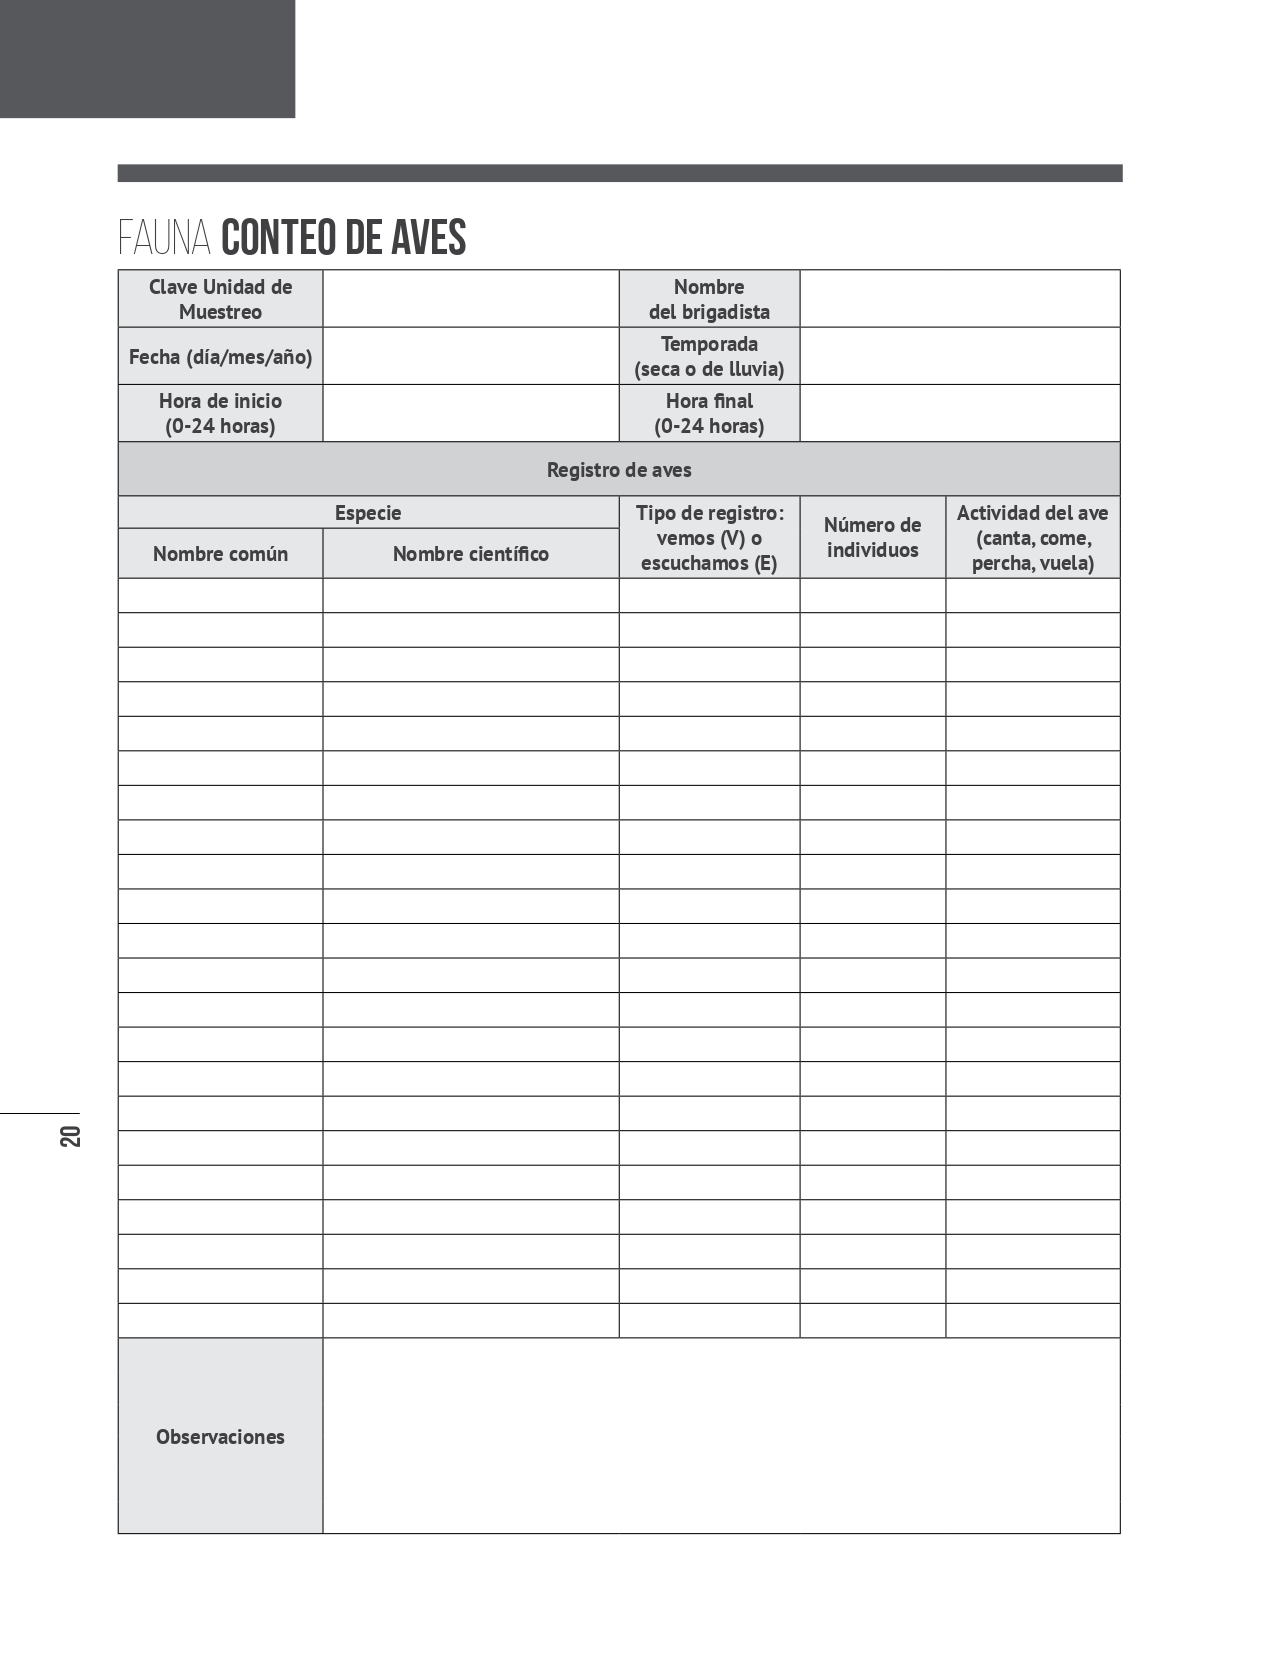 FAUNA CONTEO DE AVES
Clave Unidad de
Muestreo
Nombre
del brigadista
Fecha (día/mes/año)
Temporada
(seca o de lluvia)
Hora de inicio
(0-24 horas)
Hora final
(0-24 horas)
Registro de aves
Especie
Nombre común
Nombre científico
Tipo de registro:
vemos (V) o
escuchamos (E)
Número de
individuos
Actividad del ave
(canta, come,
percha, vuela)
Observaciones
20